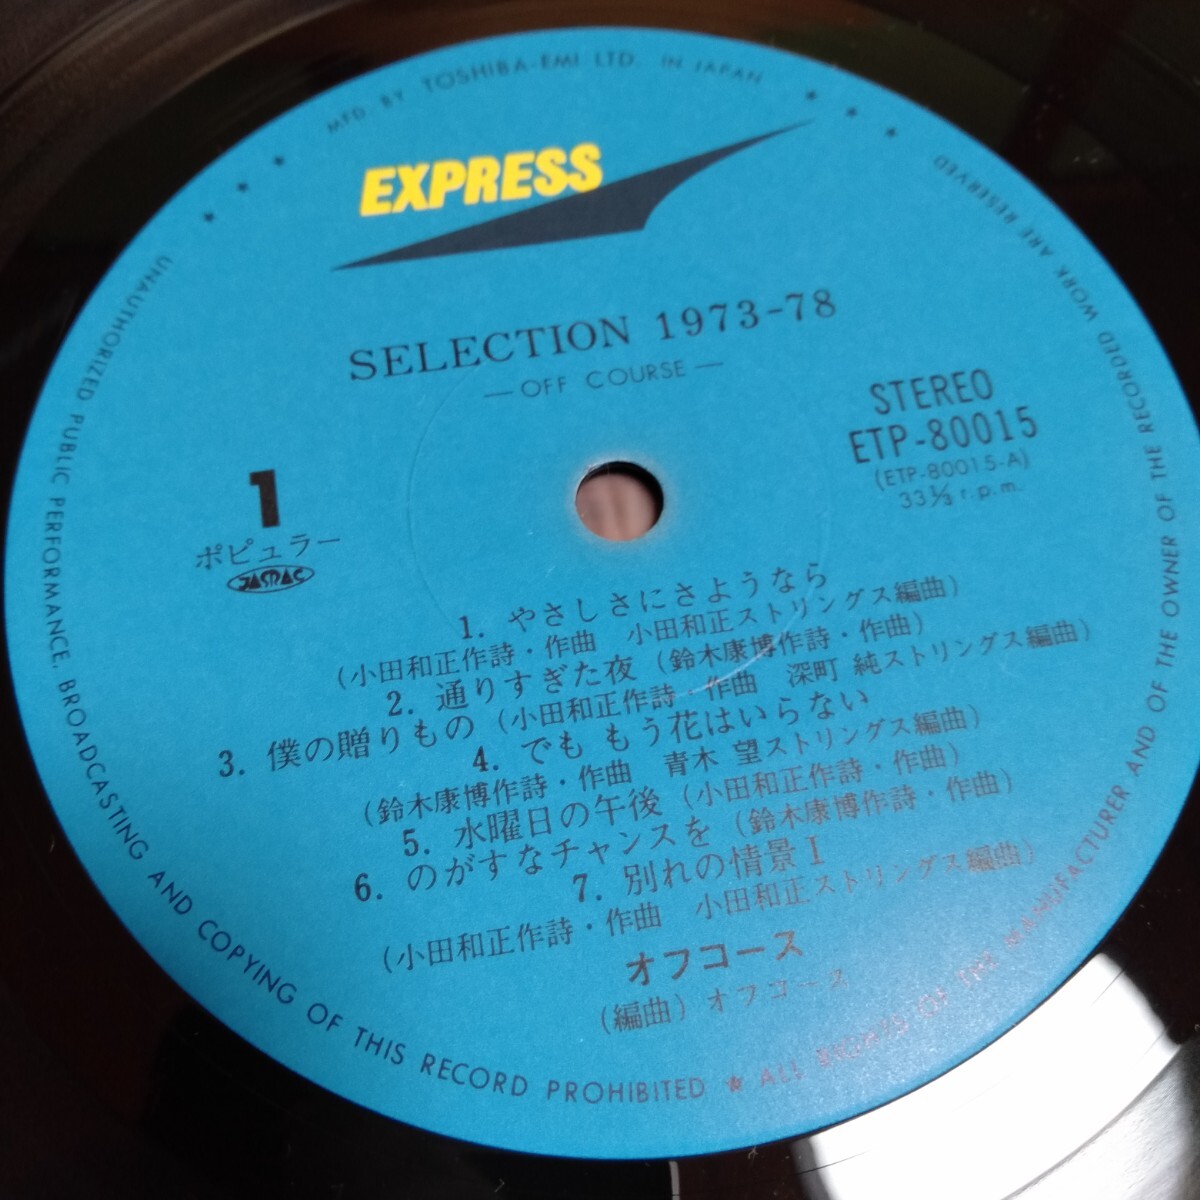 MFD. BY TOSHIBA-EMI LTD. IN JAPAN
EXPRESS
SELECTION 1973-78
— OFF COURSE —
STEREO
ETP-80015
(ETP-80015-A)
33⅓ r.p.m.
1
ポピュラー
JASRAC
1. やさしさにさようなら
(小田和正作詩・作曲 小田和正ストリングス編曲)
2. 通りすぎた夜 (鈴木康博作詩・作曲)
3. 僕の贈りもの (小田和正作詩・作曲 深町 純ストリングス編曲)
4. でも もう花はいらない
(鈴木康博作詩・作曲 青木 望ストリングス編曲)
5. 水曜日の午後 (小田和正作詩・作曲)
6. のがすなチャンスを (鈴木康博作詩・作曲)
7. 別れの情景 I
(小田和正作詩・作曲 小田和正ストリングス編曲)
オフコース
(編曲) オフコース
UNAUTHORIZED PUBLIC PERFORMANCE, BROADCASTING AND COPYING OF THIS RECORD PROHIBITED ★ ALL RIGHTS OF THE MANUFACTURER AND OF THE OWNER OF THE RECORDED WORK ARE RESERVED